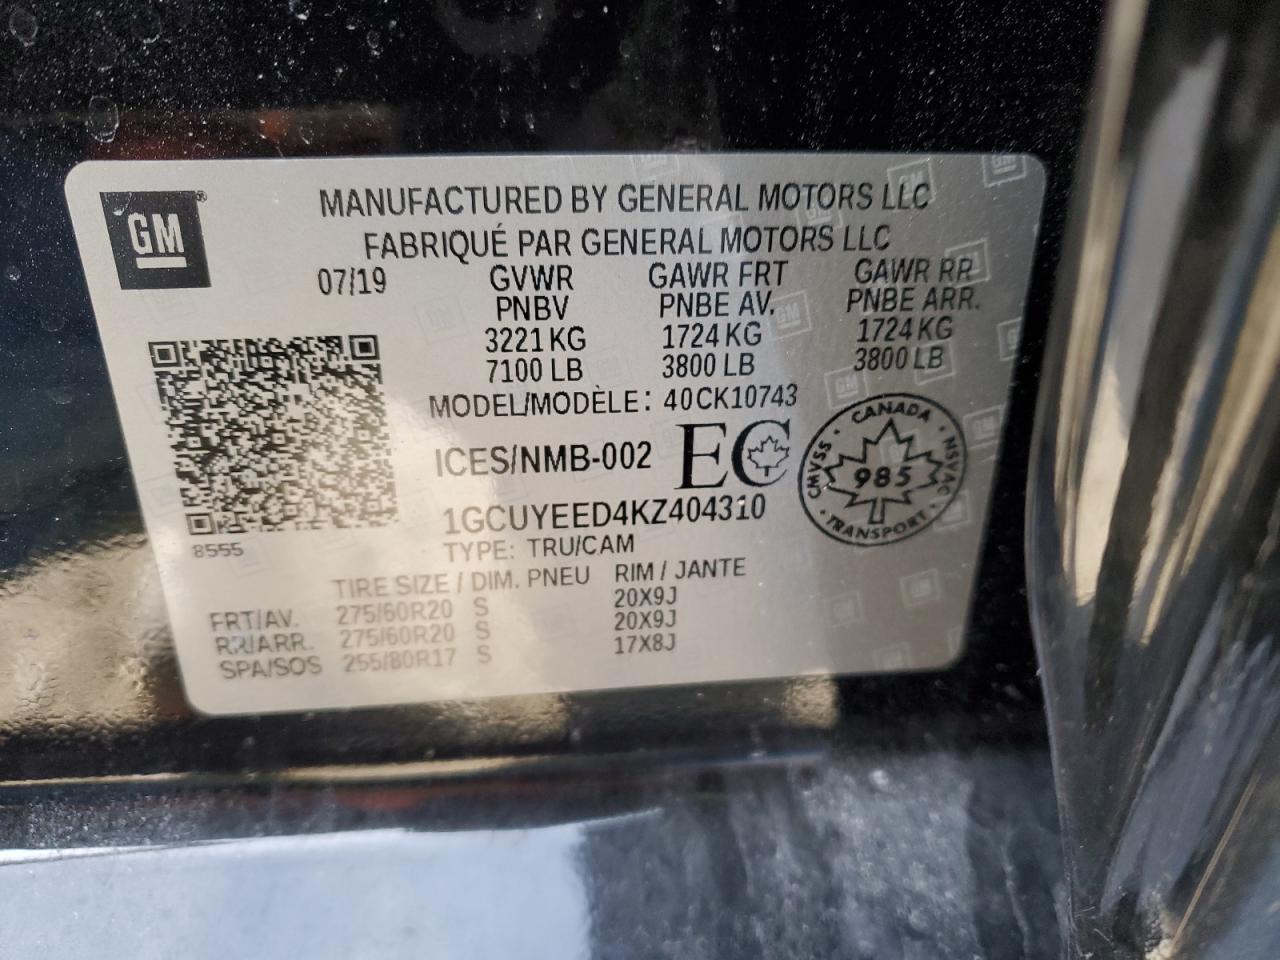 GM
MANUFACTURED BY GENERAL MOTORS LLC
FABRIQUÉ PAR GENERAL MOTORS LLC
07/19 GVWR GAWR FRT GAWR RR
PNBV PNBE AV. PNBE ARR.
3221 KG 1724 KG 1724 KG
7100 LB 3800 LB 3800 LB
MODEL/MODÈLE: 40CK10743
ICES/NMB-002 EC
CANADA
CMVSS 985 NSVAC
TRANSPORT
1GCUYEED4KZ404310
8555
TYPE: TRU/CAM
TIRE SIZE / DIM. PNEU RIM / JANTE
FRT/AV. 275/60R20 S 20X9J
RR/ARR. 275/60R20 S 20X9J
SPA/SOS 255/80R17 S 17X8J